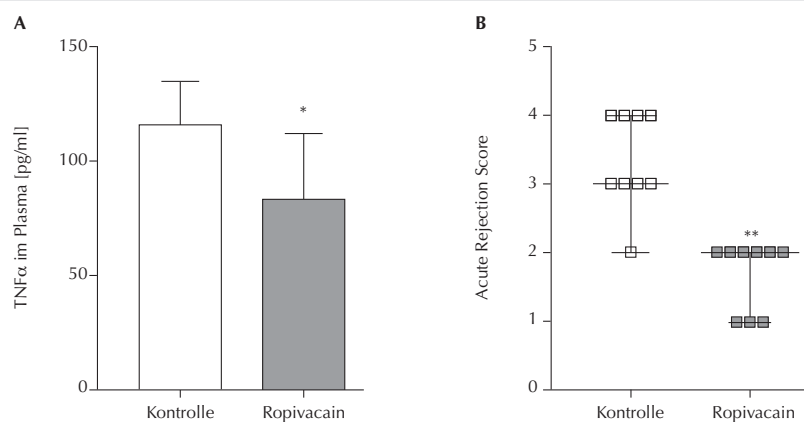 A
TNFα im Plasma [pg/ml]
150
100
50
0
*
Kontrolle
Ropivacain
B
Acute Rejection Score
5
4
3
2
1
0
**
Kontrolle
Ropivacain